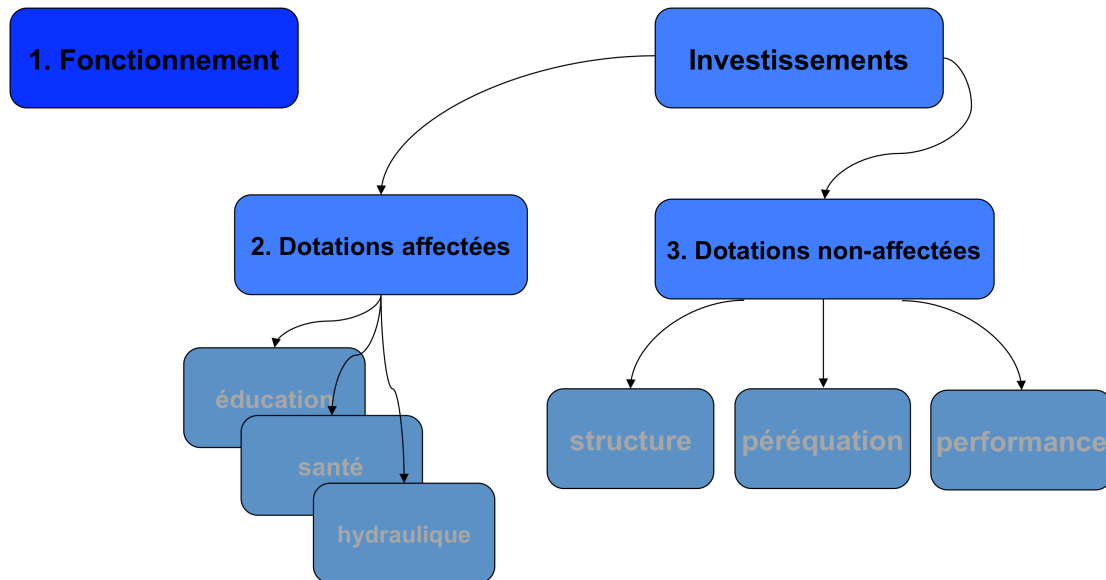 1. Fonctionnement
Investissements
2. Dotations affectées
3. Dotations non-affectées
éducation
santé
hydraulique
structure
péréquation
performance